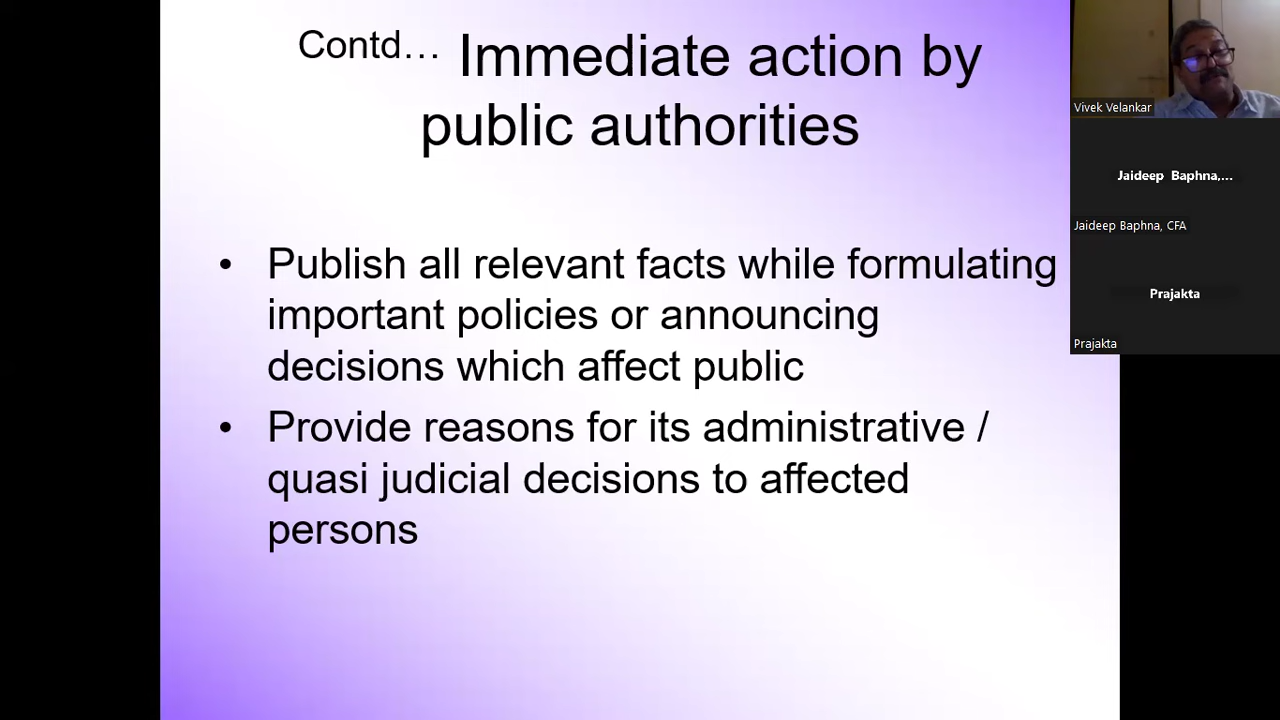 Contd... Immediate action by
public authorities
• Publish all relevant facts while formulating
important policies or announcing
decisions which affect public
• Provide reasons for its administrative /
quasi judicial decisions to affected
persons
Vivek Velankar
Jaideep Baphna,...
Jaideep Baphna, CFA
Prajakta
Prajakta